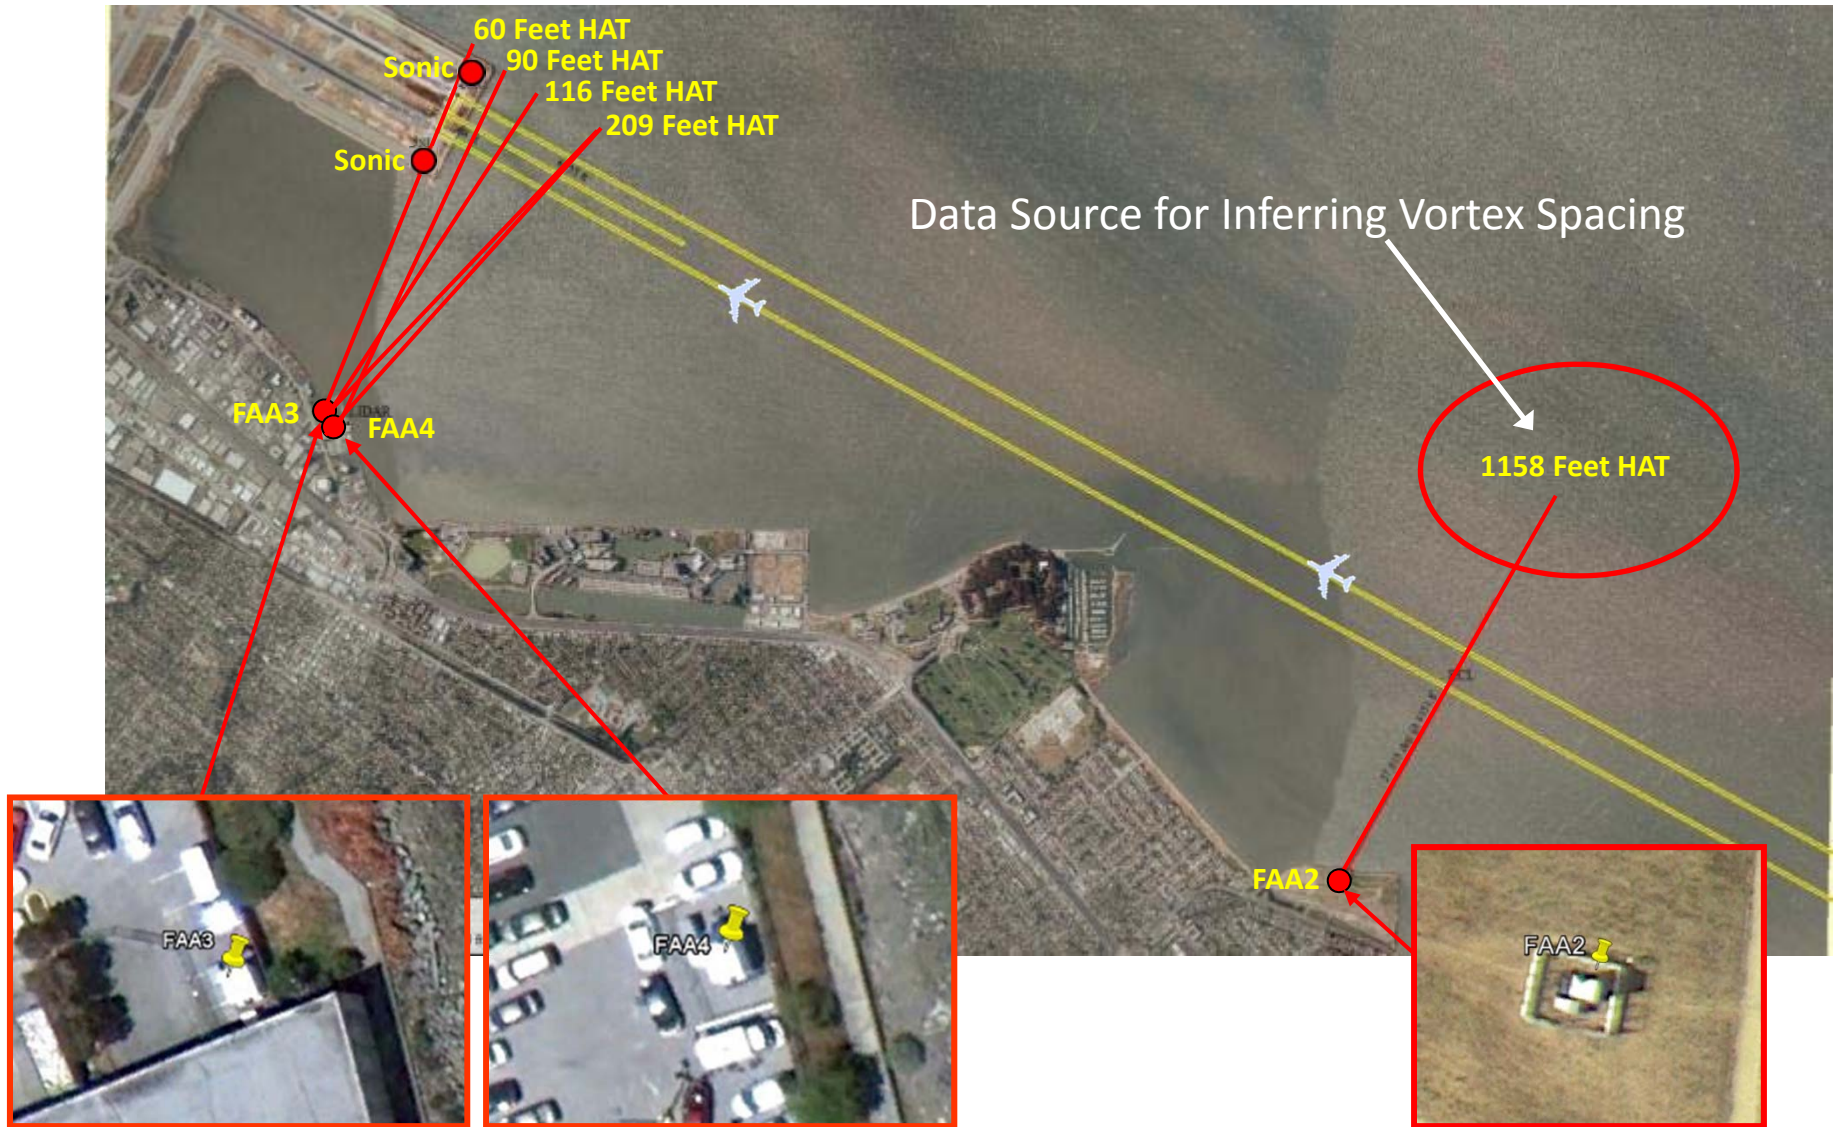 60 Feet HAT
Sonic
90 Feet HAT
116 Feet HAT
209 Feet HAT
Sonic
Data Source for Inferring Vortex Spacing
FAA3
LIDAR
FAA4
1158 Feet HAT
FAA2
FAA3
FAA4
FAA2